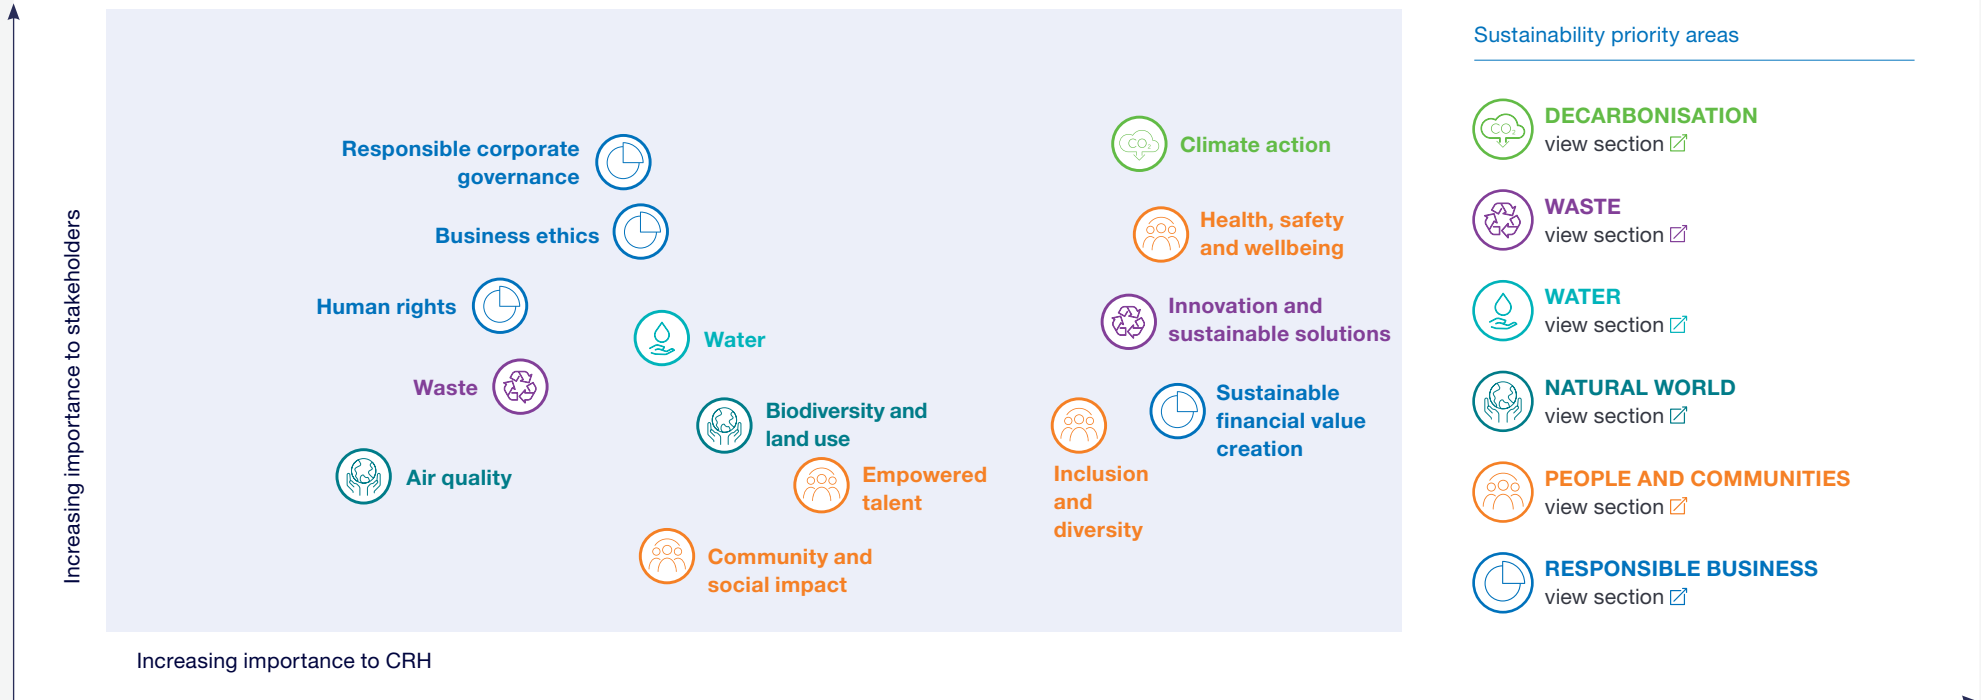 Increasing importance to stakeholders
Responsible corporate
governance
Business ethics
Human rights
Waste
Air quality
Water
Biodiversity and
land use
Empowered
talent
Community and
social impact
CO₂
Climate action
Health, safety
and wellbeing
Innovation and
sustainable solutions
Sustainable
financial value
creation
Inclusion
and
diversity
Increasing importance to CRH
Sustainability priority areas
CO₂
DECARBONISATION
view section
WASTE
view section
WATER
view section
NATURAL WORLD
view section
PEOPLE AND COMMUNITIES
view section
RESPONSIBLE BUSINESS
view section